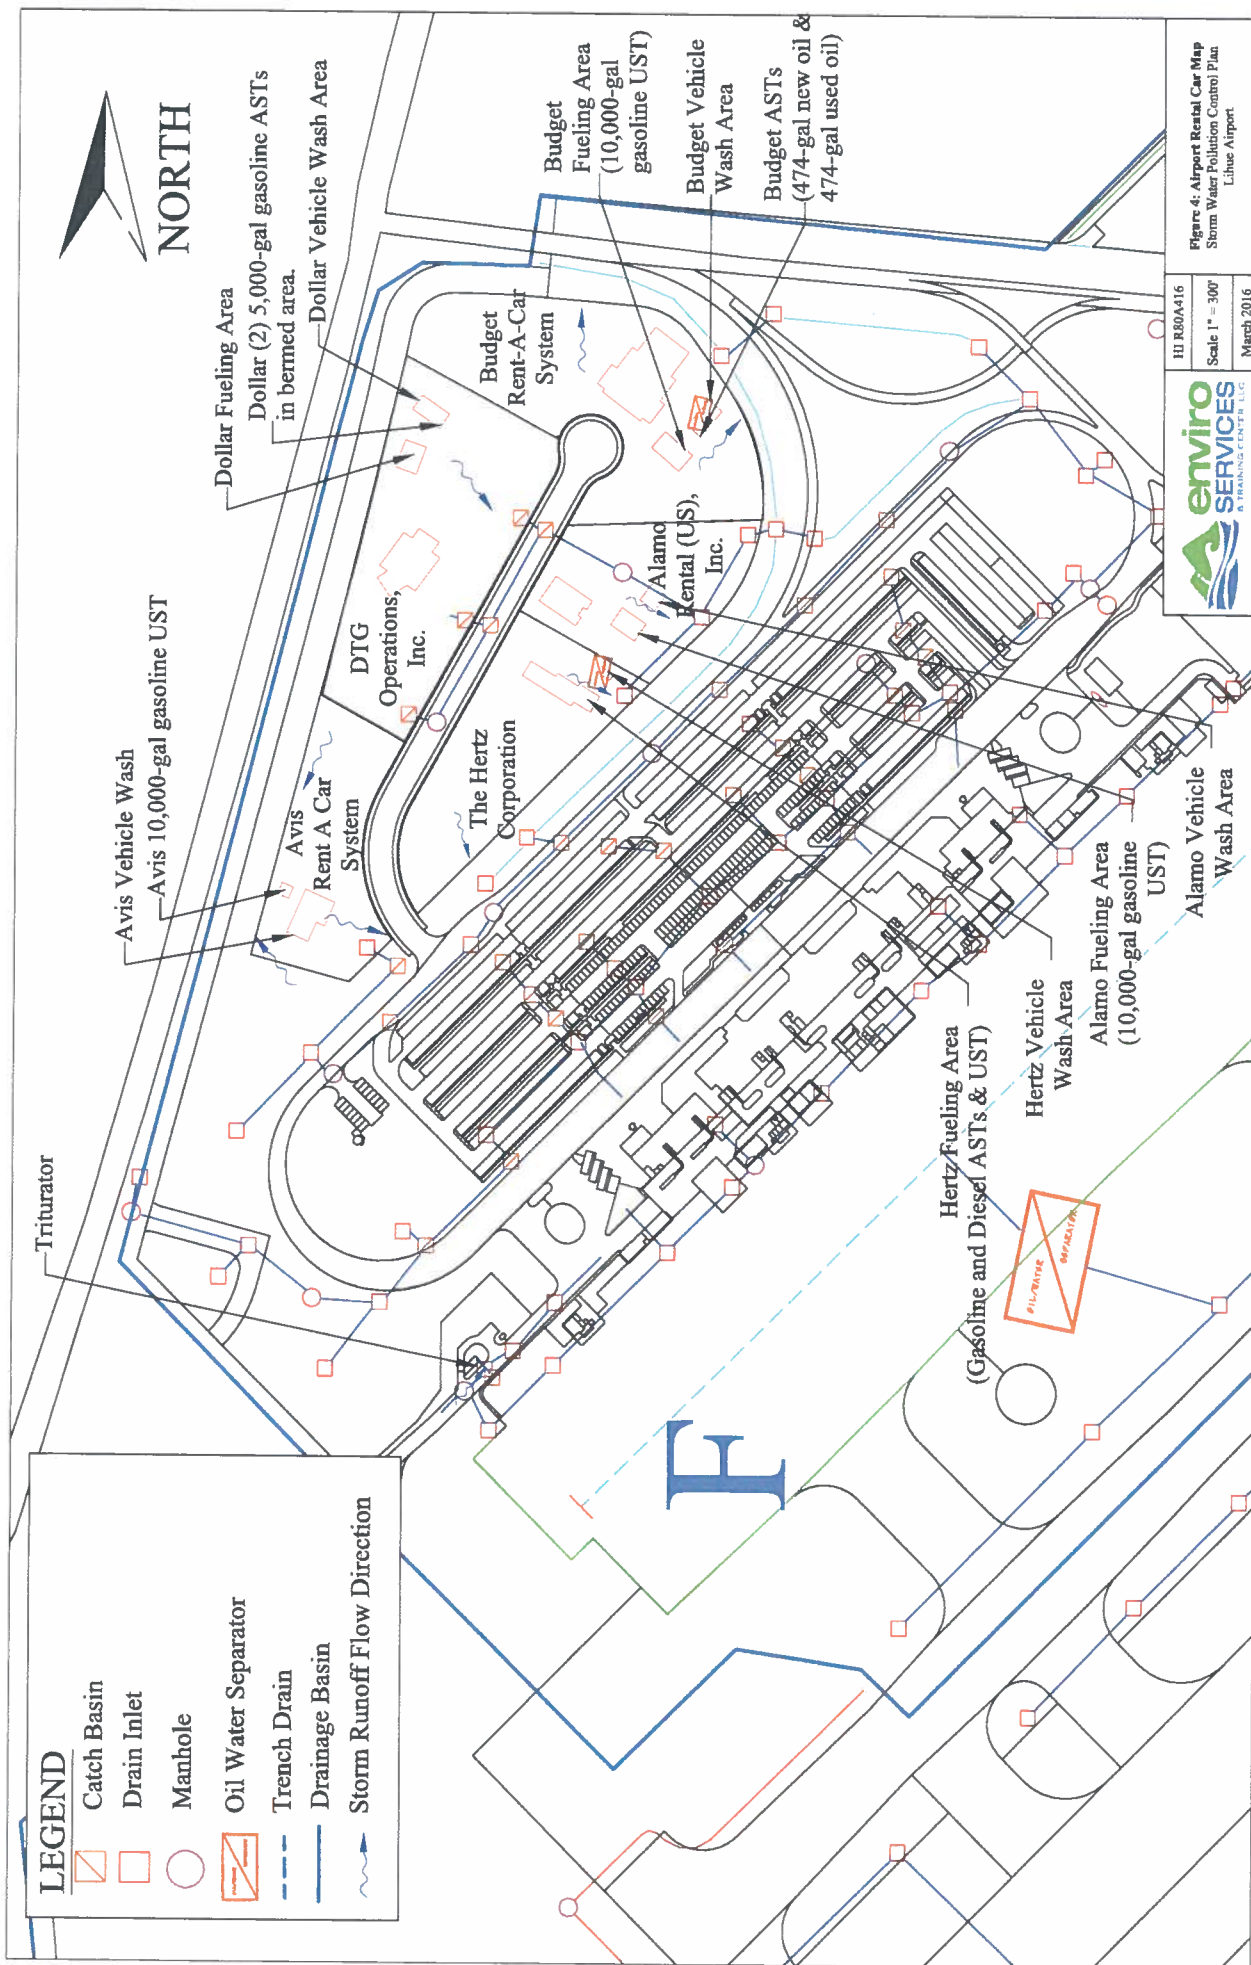 LEGEND
Catch Basin
Drain Inlet
Manhole
Oil Water Separator
Trench Drain
Drainage Basin
Storm Runoff Flow Direction
Triturator
Avis Vehicle Wash
Avis 10,000-gal gasoline UST
Dollar Fueling Area
Dollar (2) 5,000-gal gasoline ASTs
in bermed area.
Dollar Vehicle Wash Area
NORTH
Avis
Rent A Car
System
DTG
Operations,
Inc.
Budget
Rent-A-Car
System
The Hertz
Corporation
Alamo
Rental (US),
Inc.
Budget
Fueling Area
(10,000-gal
gasoline UST)
Budget Vehicle
Wash Area
Budget ASTs
(474-gal new oil &
474-gal used oil)
F
Hertz Fueling Area
(Gasoline and Diesel ASTs & UST)
Hertz Vehicle
Wash Area
Alamo Fueling Area
(10,000-gal gasoline
UST)
Alamo Vehicle
Wash Area
OIL/WATER
SEPARATOR
enviro
SERVICES
& TRAINING CENTER LLC
HI R80A416
Scale 1" = 300'
March 2016
Figure 4: Airport Rental Car Map
Storm Water Pollution Control Plan
Lihue Airport